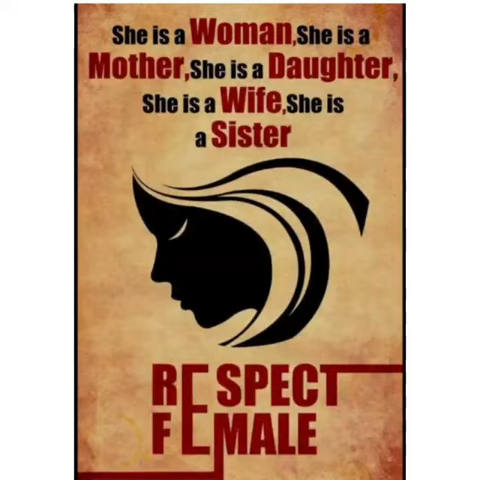 She is a Woman,She is a
Mother,She is a Daughter,
She is a Wife,She is
a Sister
RESPECT
FEMALE